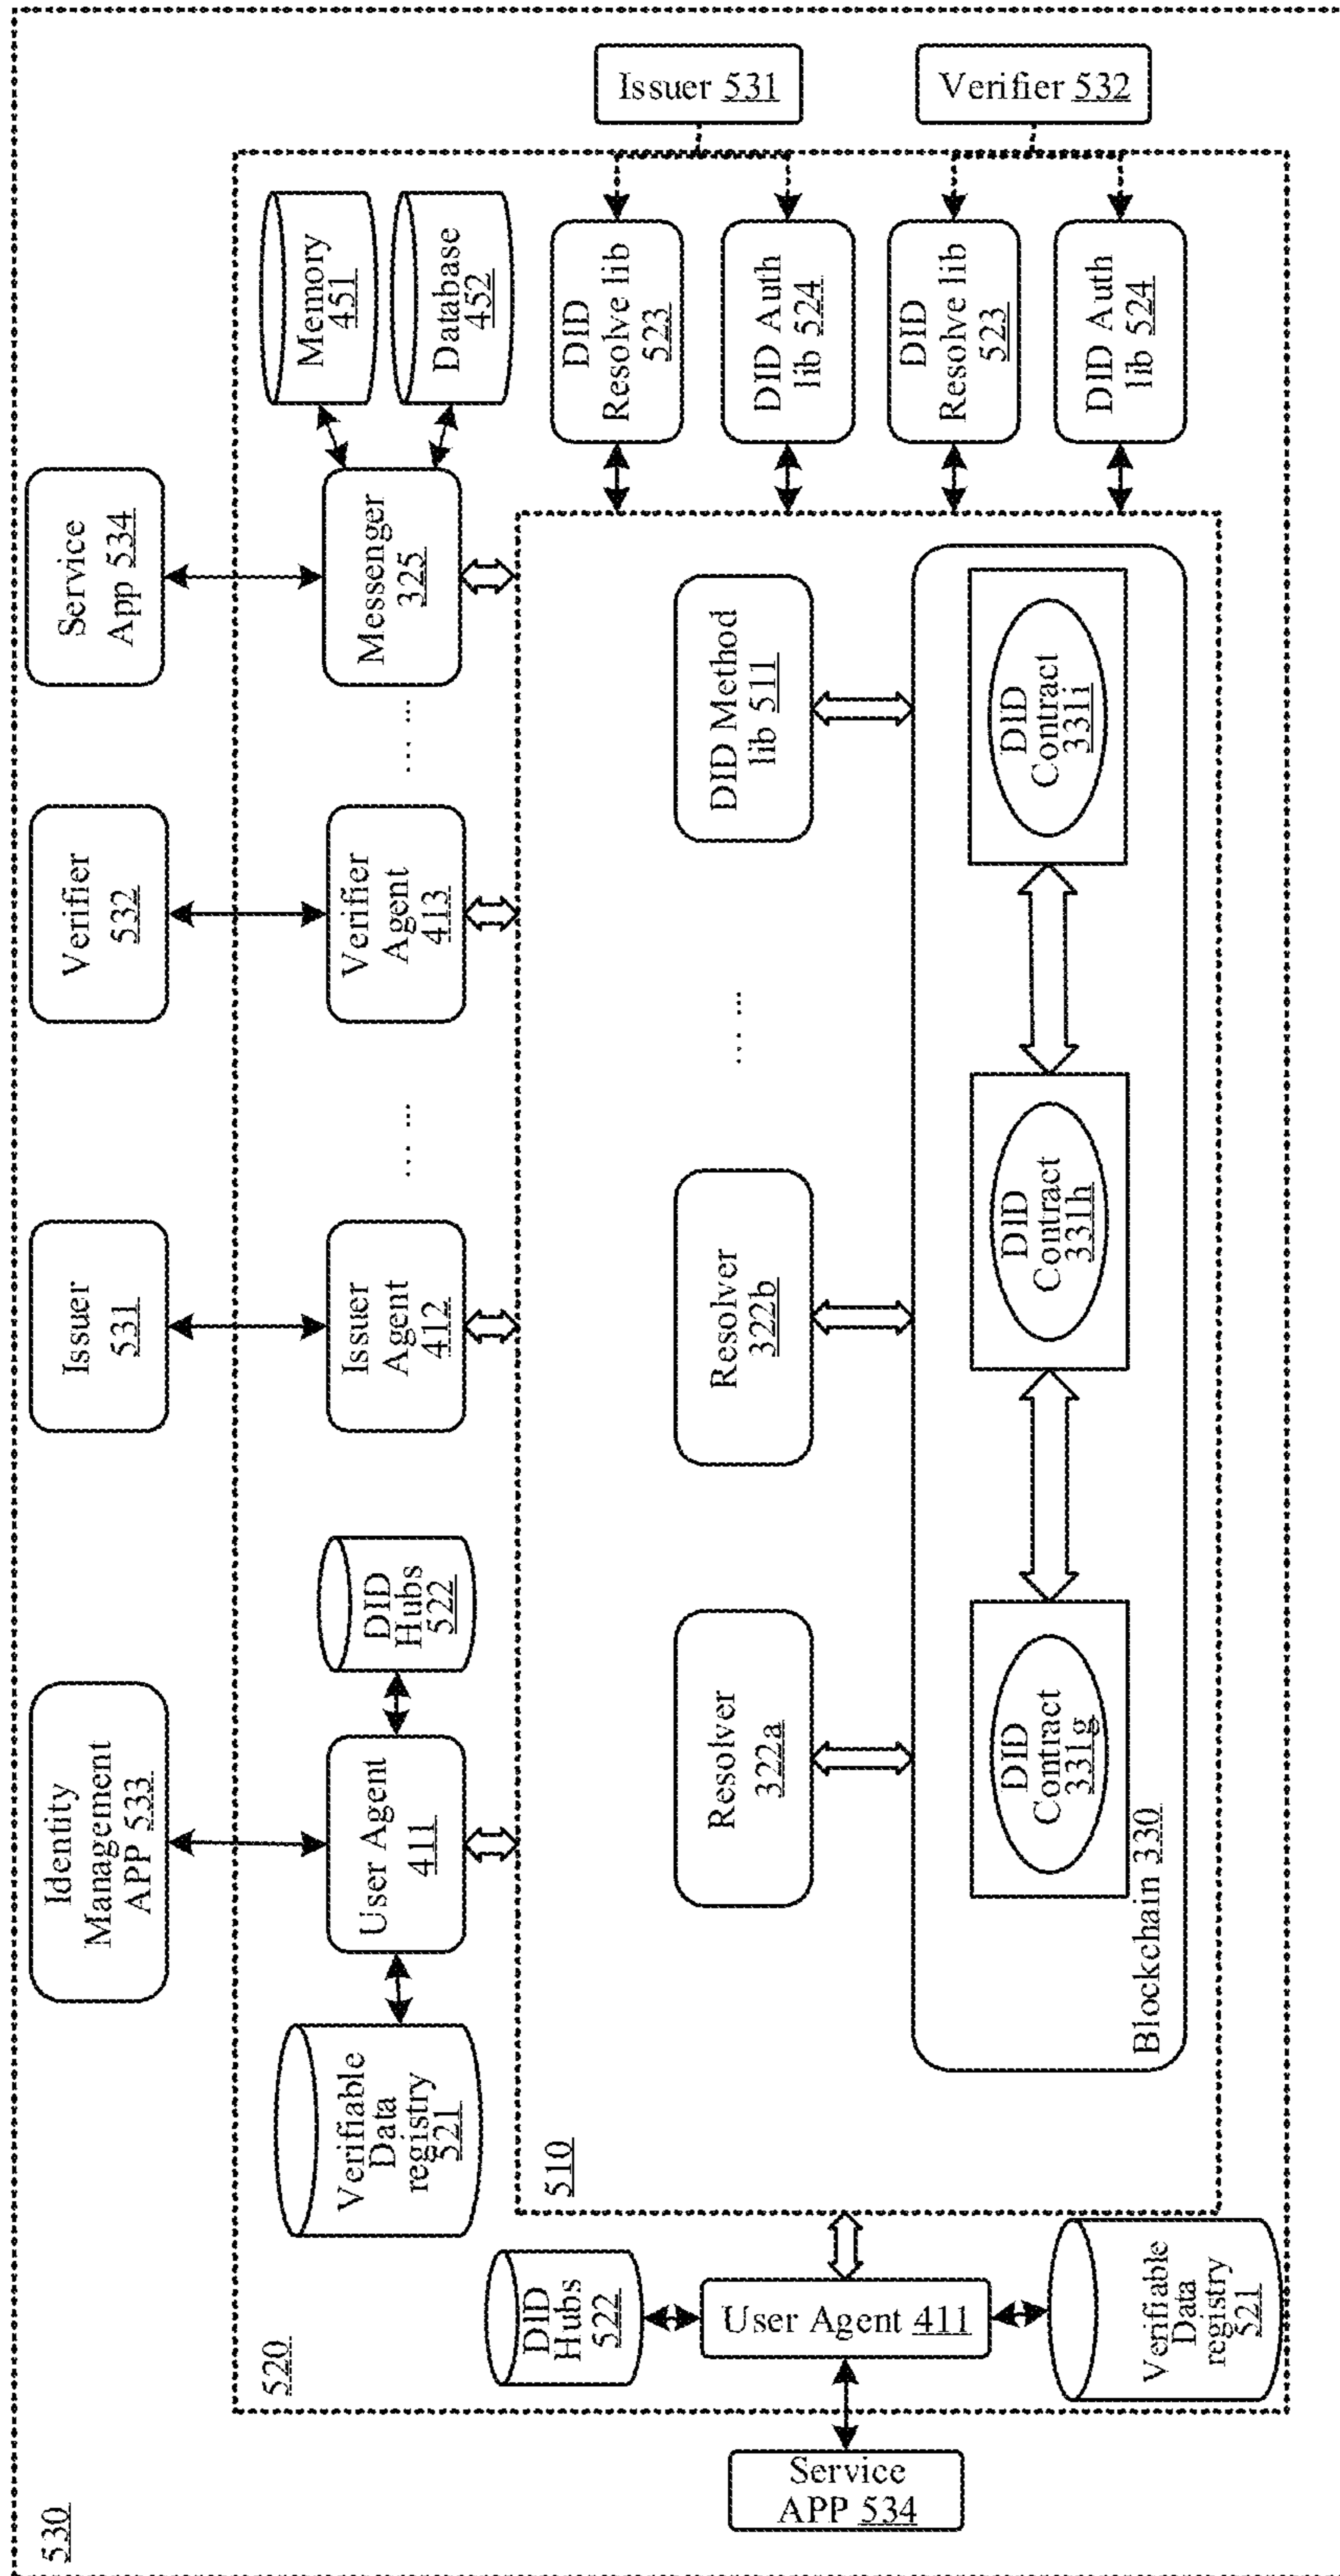 530
Identity
Management
APP 533
Issuer
531
Verifier
532
Service
App 534
520
Verifiable
Data
registry
521
User Agent
411
DID
Hubs
522
Issuer
Agent
412
... ...
Verifier
Agent
413
... ...
Messenger
325
Memory
451
Database
452
Service
APP 534
DID
Hubs
522
User Agent 411
Verifiable
Data
registry
521
510
Resolver
322a
Resolver
322b
... ...
DID Method
lib 511
DID
Contract
331g
DID
Contract
331h
DID
Contract
331i
Blockchain 330
DID
Resolve lib
523
DID Auth
lib 524
DID
Resolve lib
523
DID Auth
lib 524
Issuer 531
Verifier 532